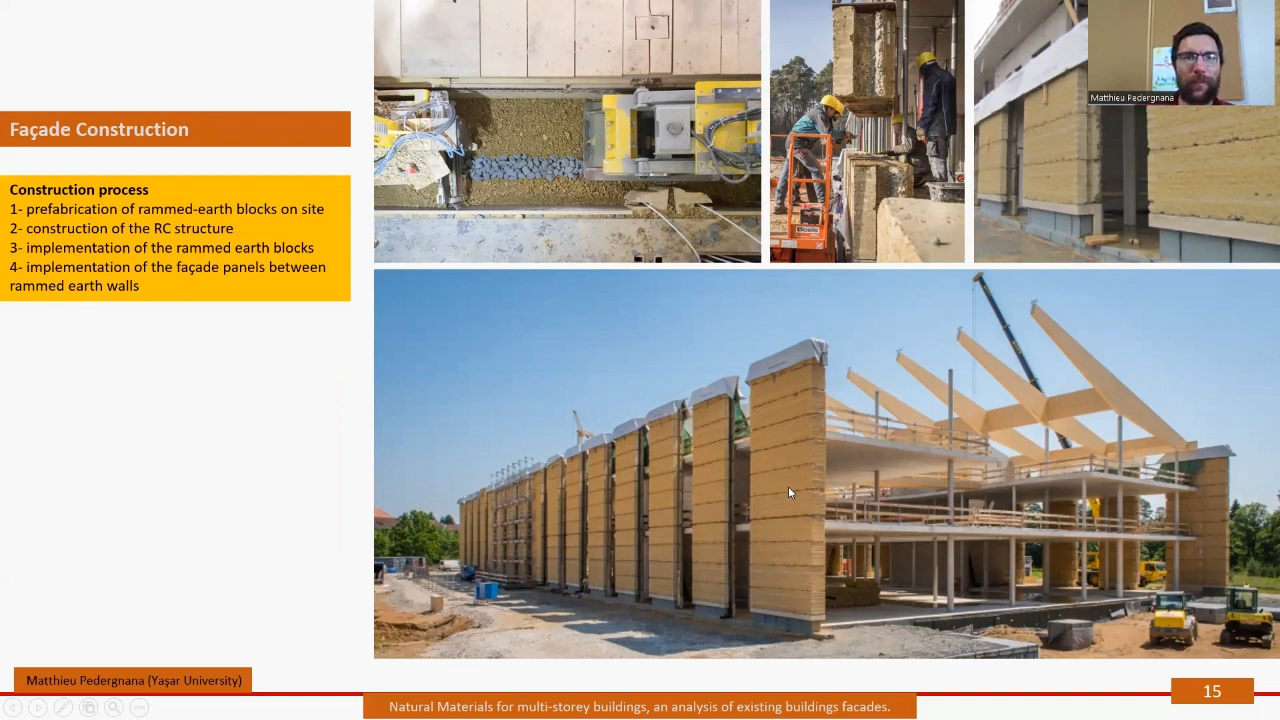 Matthieu Pedergnana
Façade Construction
Construction process
1- prefabrication of rammed-earth blocks on site
2- construction of the RC structure
3- implementation of the rammed earth blocks
4- implementation of the façade panels between
rammed earth walls
Matthieu Pedergnana (Yaşar University)
Natural Materials for multi-storey buildings, an analysis of existing buildings facades.
15